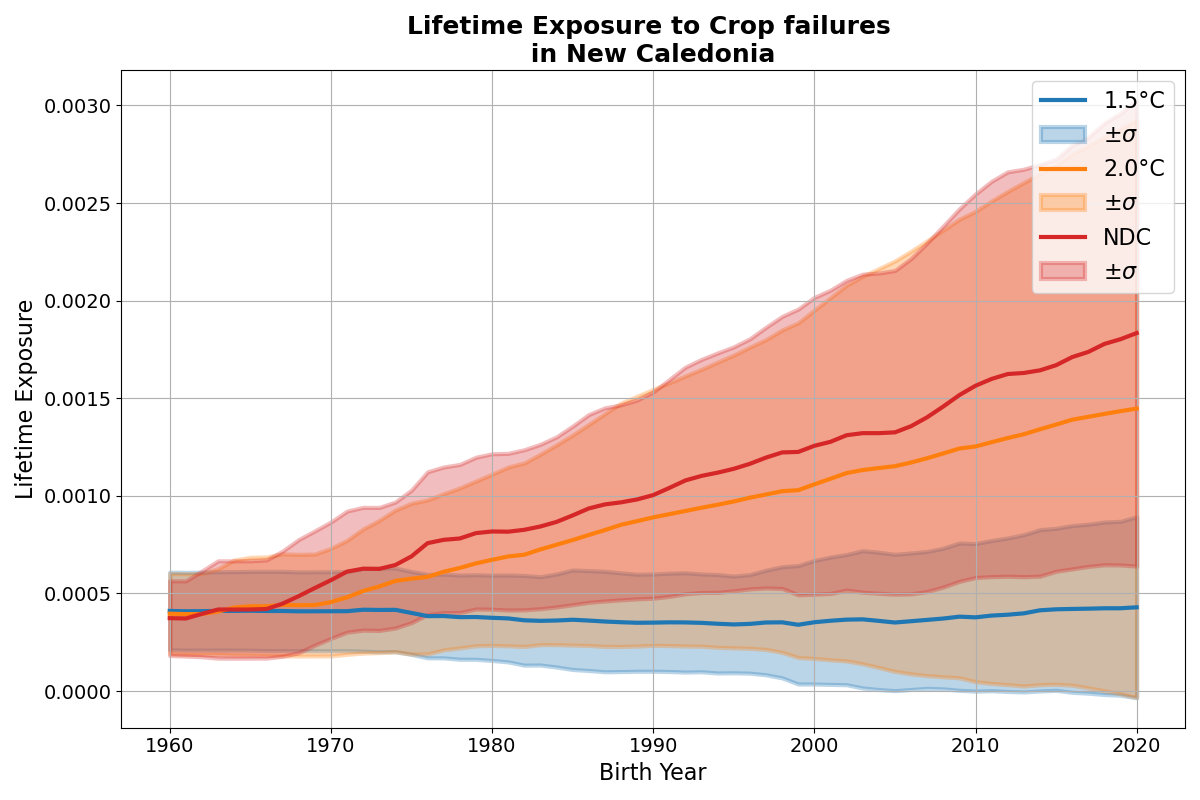 Lifetime Exposure to Crop failures
in New Caledonia
0.0030
0.0025
0.0020
0.0015
0.0010
0.0005
0.0000
Lifetime Exposure
1960 1970 1980 1990 2000 2010 2020
Birth Year
1.5°C
±σ
2.0°C
±σ
NDC
±σ